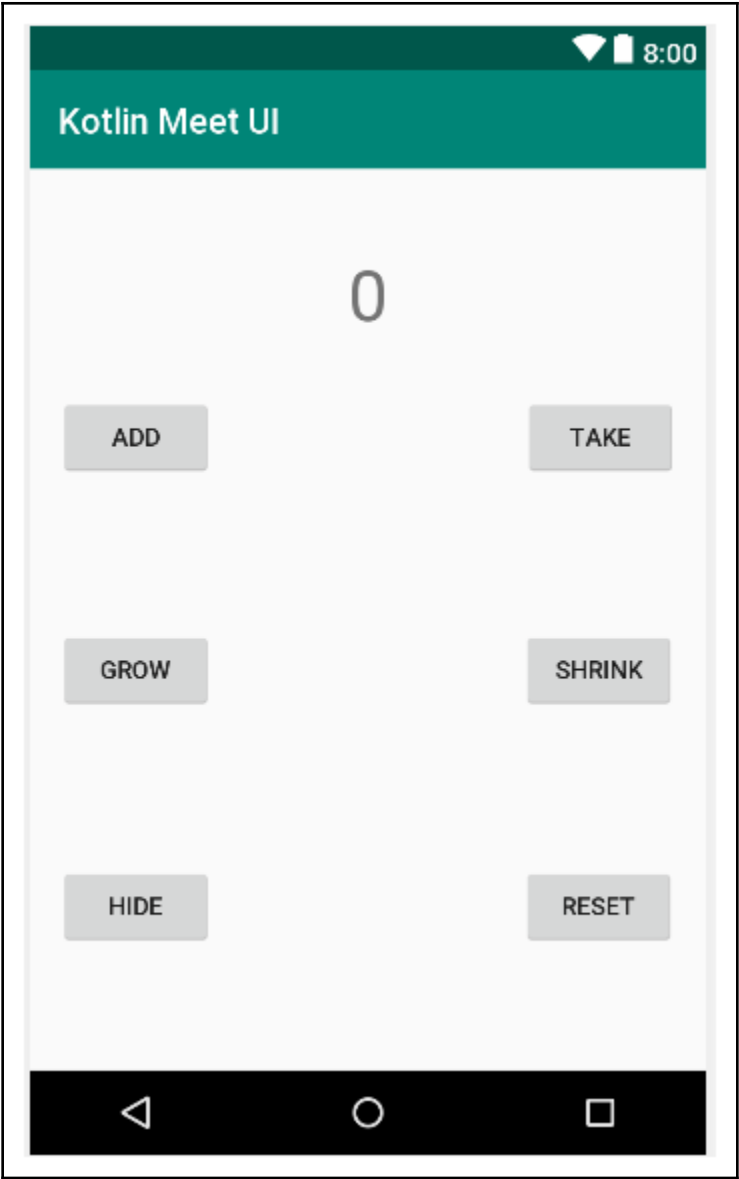 8:00
Kotlin Meet UI
0
ADD TAKE
GROW SHRINK
HIDE RESET